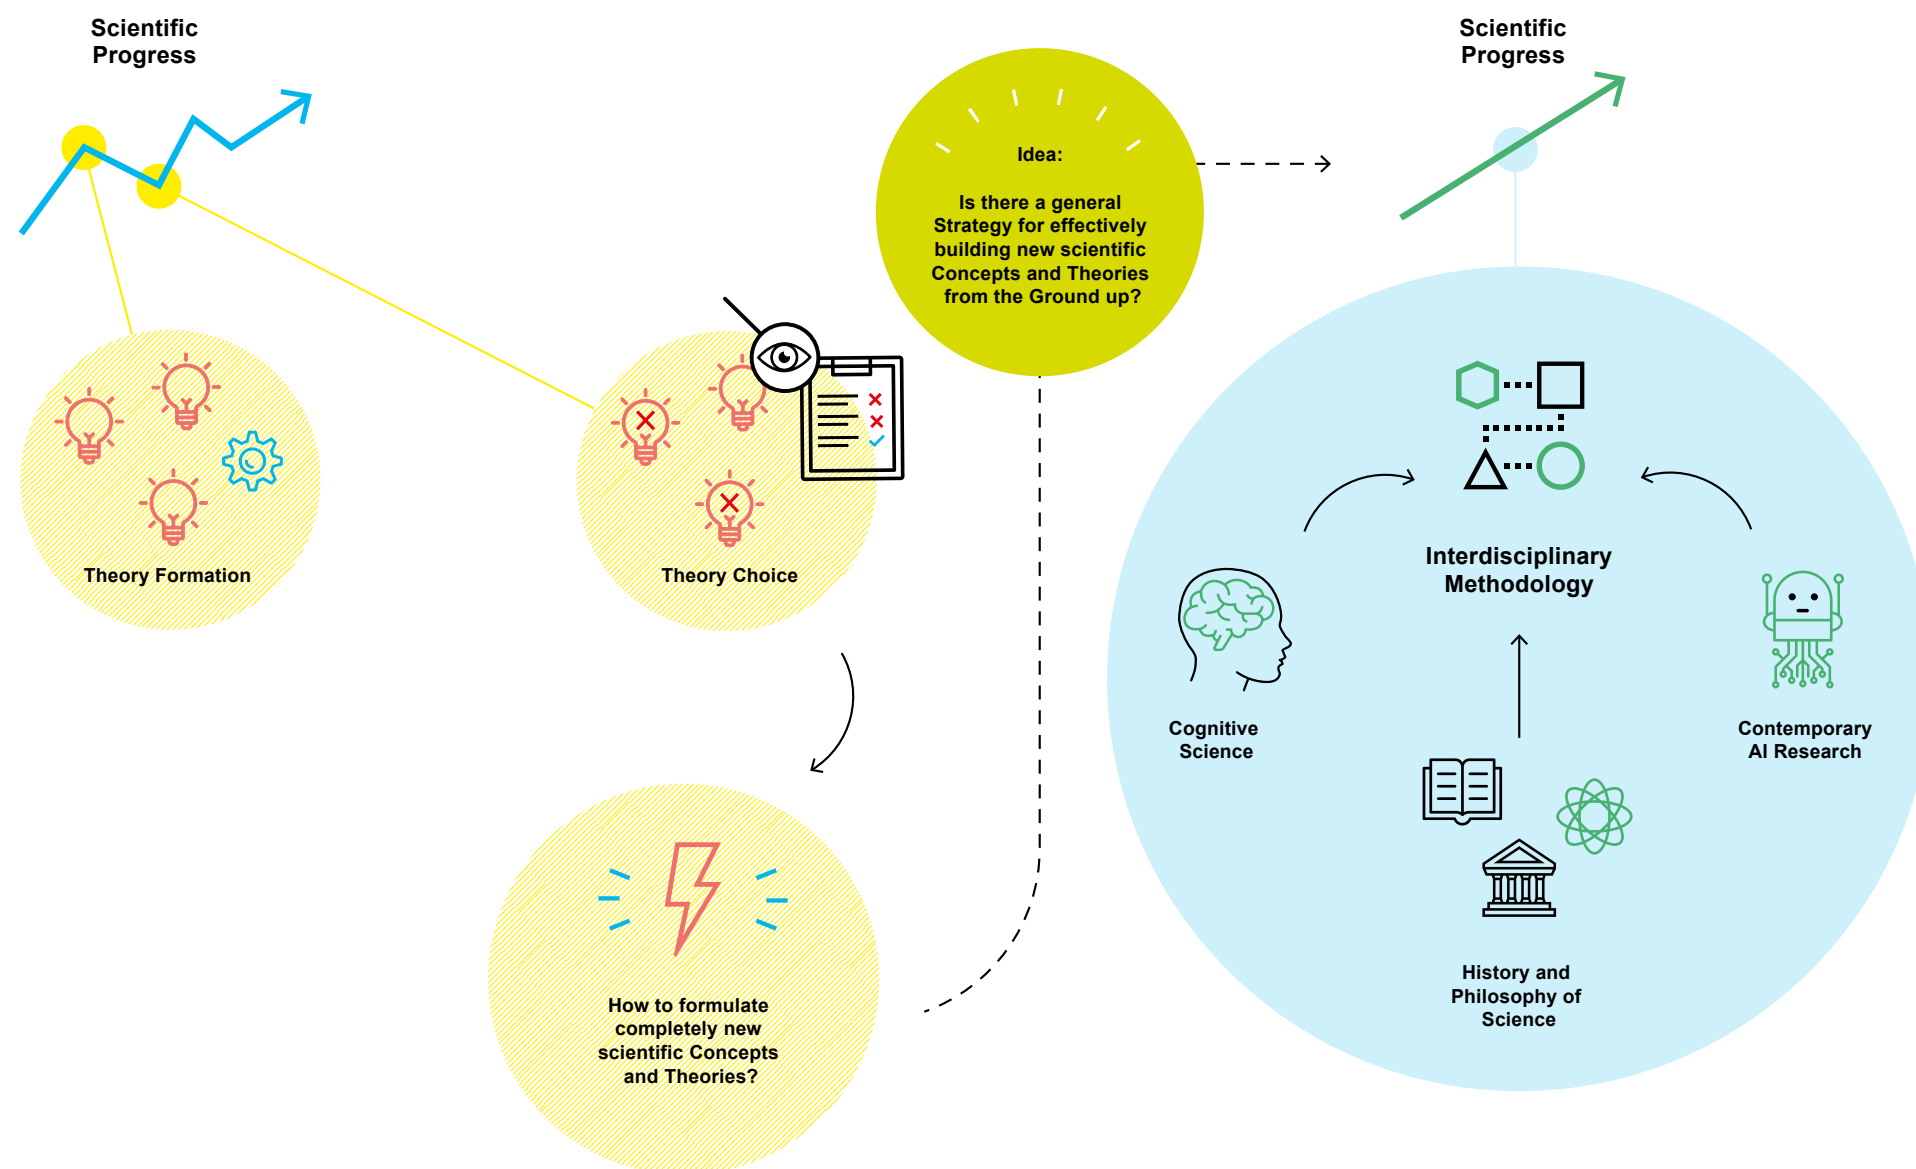 Scientific
Progress
Theory Formation
Theory Choice
How to formulate
completely new
scientific Concepts
and Theories?
Idea:
Is there a general
Strategy for effectively
building new scientific
Concepts and Theories
from the Ground up?
Scientific
Progress
Interdisciplinary
Methodology
Cognitive
Science
Contemporary
AI Research
History and
Philosophy of
Science